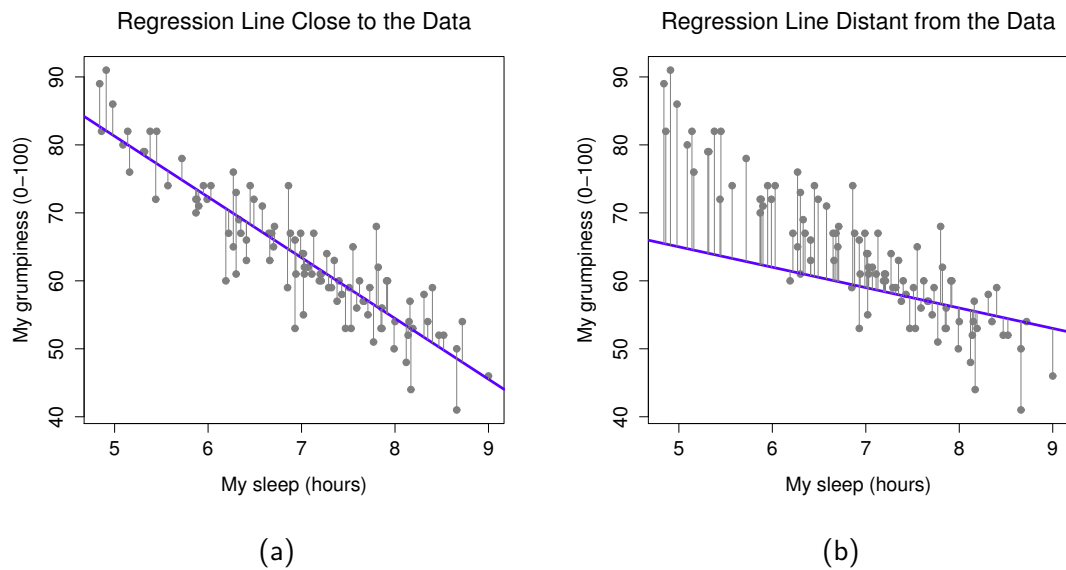 Regression Line Close to the Data
90
80
70
60
50
40
My grumpiness (0−100)
5 6 7 8 9
My sleep (hours)
(a)
Regression Line Distant from the Data
90
80
70
60
50
40
My grumpiness (0−100)
5 6 7 8 9
My sleep (hours)
(b)